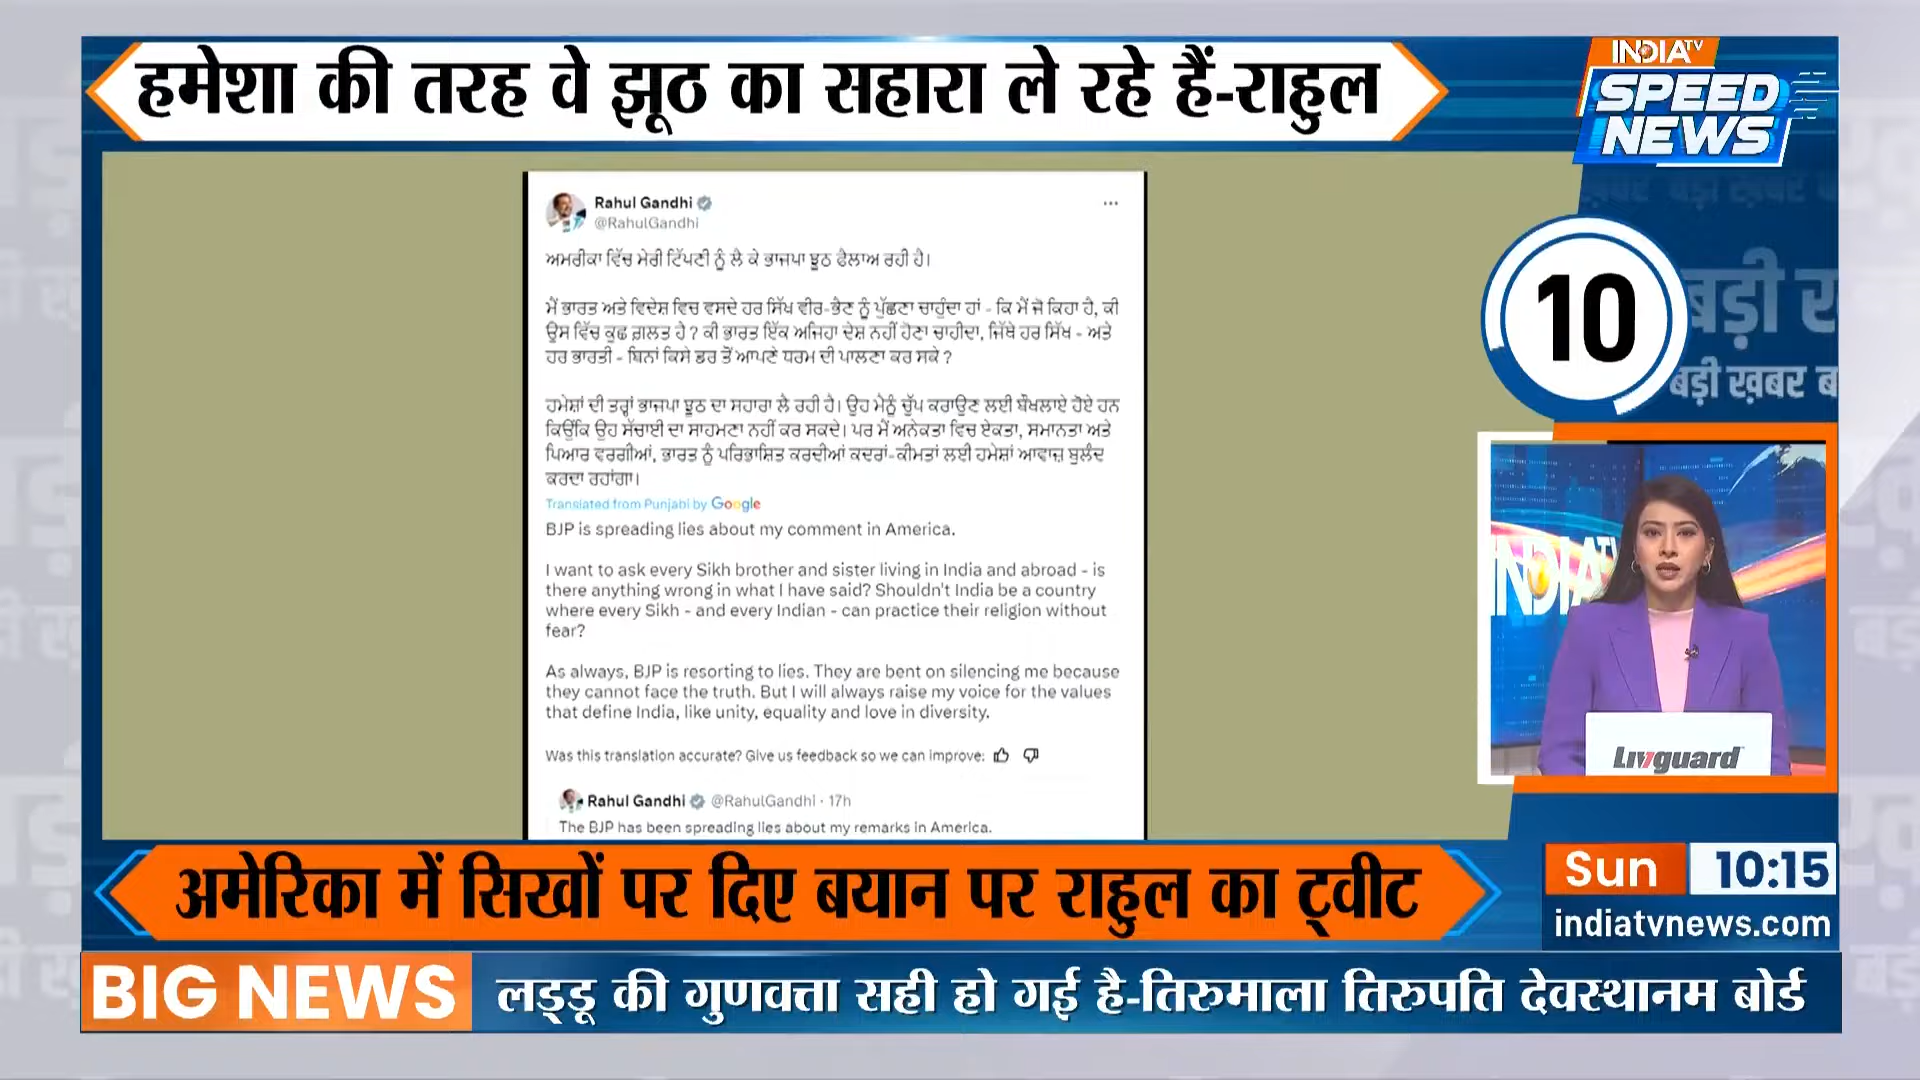 हमेशा की तरह वे झूठ का सहारा ले रहे हैं-राहुल
INDIA TV
SPEED
NEWS
Rahul Gandhi
@RahulGandhi
ਅਮਰੀਕਾ ਵਿੱਚ ਮੇਰੀ ਟਿੱਪਣੀ ਨੂੰ ਲੈ ਕੇ ਭਾਜਪਾ ਝੂਠ ਫੈਲਾਅ ਰਹੀ ਹੈ।
ਮੈਂ ਭਾਰਤ ਅਤੇ ਵਿਦੇਸ਼ ਵਿਚ ਵਸਦੇ ਹਰ ਸਿੱਖ ਵੀਰ-ਭੈਣ ਨੂੰ ਪੁੱਛਣਾ ਚਾਹੁੰਦਾ ਹਾਂ - ਕਿ ਮੈਂ ਜੋ ਕਿਹਾ ਹੈ, ਕੀ
ਉਸ ਵਿੱਚ ਕੁਛ ਗ਼ਲਤ ਹੈ? ਕੀ ਭਾਰਤ ਇੱਕ ਅਜਿਹਾ ਦੇਸ਼ ਨਹੀਂ ਹੋਣਾ ਚਾਹੀਦਾ, ਜਿੱਥੇ ਹਰ ਸਿੱਖ - ਅਤੇ
ਹਰ ਭਾਰਤੀ - ਬਿਨਾਂ ਕਿਸੇ ਡਰ ਤੋਂ ਆਪਣੇ ਧਰਮ ਦੀ ਪਾਲਣਾ ਕਰ ਸਕੇ?
ਹਮੇਸ਼ਾਂ ਦੀ ਤਰ੍ਹਾਂ ਭਾਜਪਾ ਝੂਠ ਦਾ ਸਹਾਰਾ ਲੈ ਰਹੀ ਹੈ। ਉਹ ਮੈਨੂੰ ਚੁੱਪ ਕਰਾਉਣ ਲਈ ਬੌਖਲਾਏ ਹੋਏ ਹਨ
ਕਿਉਂਕਿ ਉਹ ਸੱਚਾਈ ਦਾ ਸਾਹਮਣਾ ਨਹੀਂ ਕਰ ਸਕਦੇ। ਪਰ ਮੈਂ ਅਨੇਕਤਾ ਵਿਚ ਏਕਤਾ, ਸਮਾਨਤਾ ਅਤੇ
ਪਿਆਰ ਵਰਗੀਆਂ, ਭਾਰਤ ਨੂੰ ਪਰਿਭਾਸ਼ਿਤ ਕਰਦੀਆਂ ਕਦਰਾਂ-ਕੀਮਤਾਂ ਲਈ ਹਮੇਸ਼ਾਂ ਆਵਾਜ਼ ਬੁਲੰਦ
ਕਰਦਾ ਰਹਾਂਗਾ।
Translated from Punjabi by Google
BJP is spreading lies about my comment in America.
I want to ask every Sikh brother and sister living in India and abroad - is
there anything wrong in what I have said? Shouldn't India be a country
where every Sikh - and every Indian - can practice their religion without
fear?
As always, BJP is resorting to lies. They are bent on silencing me because
they cannot face the truth. But I will always raise my voice for the values
that define India, like unity, equality and love in diversity.
Was this translation accurate? Give us feedback so we can improve:
Rahul Gandhi @RahulGandhi · 17h
The BJP has been spreading lies about my remarks in America.
10
बड़ी ख़बर
Livguard
अमेरिका में सिखों पर दिए बयान पर राहुल का ट्वीट
Sun 10:15
indiatvnews.com
BIG NEWS
लड्डू की गुणवत्ता सही हो गई है-तिरुमाला तिरुपति देवस्थानम बोर्ड